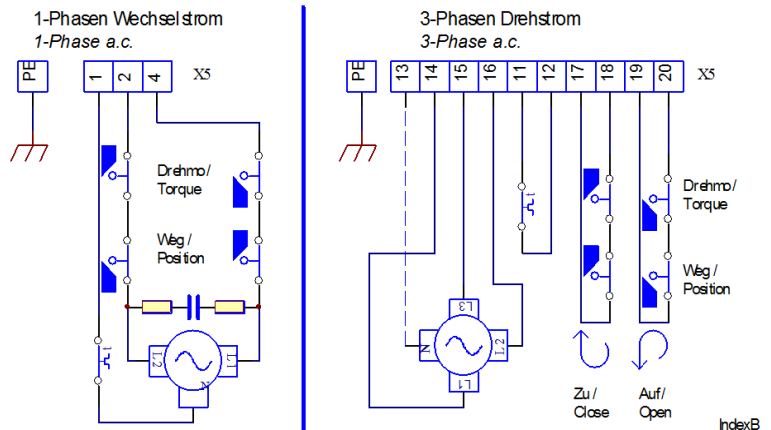 1-Phasen Wechselstrom
1-Phase a.c.
PE
1 2 4
X5
Drehmo/
Torque
Weg/
Position
t
L2
L1
N
3-Phasen Drehstrom
3-Phase a.c.
PE
13 14 15 16 11 12 17 18 19 20
X5
t
Drehmo/
Torque
Weg/
Position
L3
N
L2
L1
Zu/
Close
Auf/
Open
IndexB